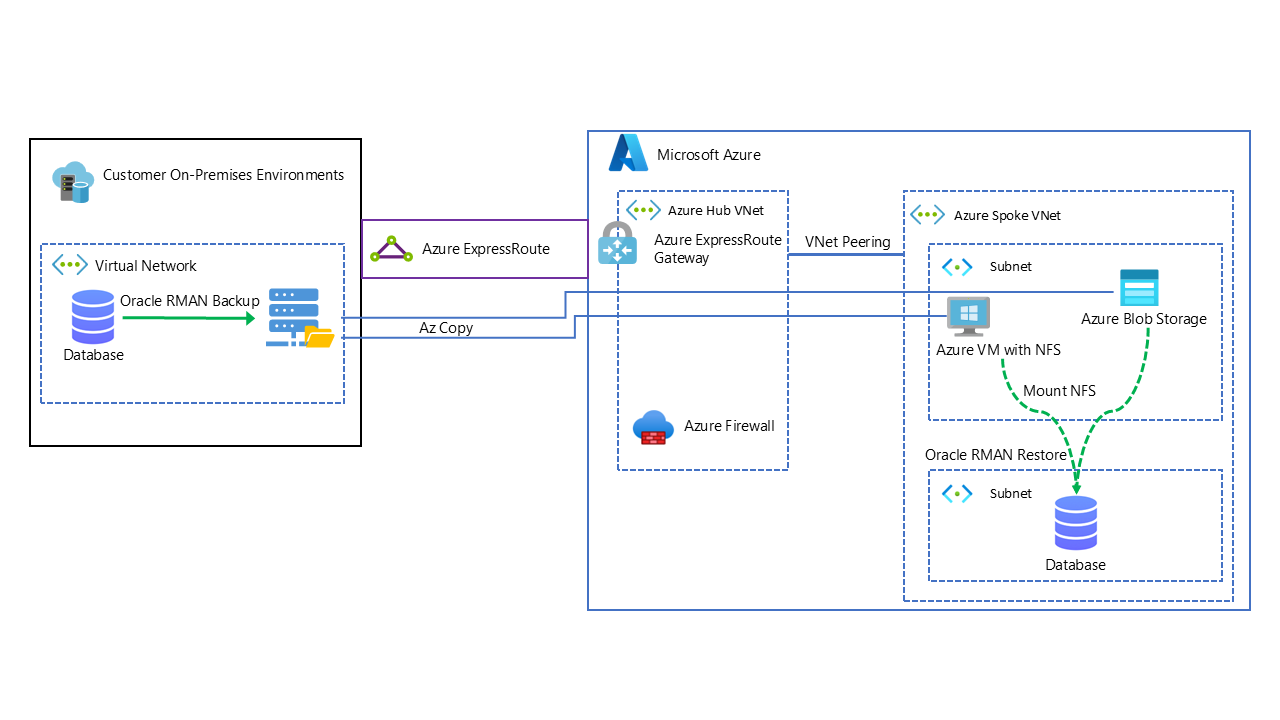 Customer On-Premises Environments
Virtual Network
Oracle RMAN Backup
Database
Azure ExpressRoute
Az Copy
Microsoft Azure
Azure Hub VNet
Azure ExpressRoute
Gateway
Azure Firewall
VNet Peering
Azure Spoke VNet
Subnet
Azure Blob Storage
Azure VM with NFS
Mount NFS
Oracle RMAN Restore
Subnet
Database